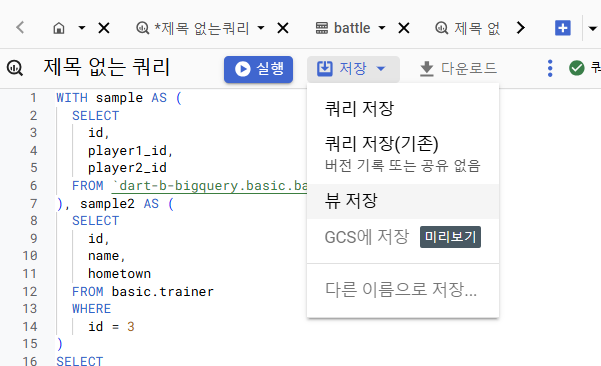 *제목 없는쿼리
battle
제목 없
제목 없는 쿼리
실행
저장
다운로드
쿼리 저장
쿼리 저장(기존)
버전 기록 또는 공유 없음
뷰 저장
GCS에 저장 미리보기
다른 이름으로 저장...
1 WITH sample AS (
2 SELECT
3 id,
4 player1_id,
5 player2_id
6 FROM `dart-b-bigquery.basic.ba
7 ), sample2 AS (
8 SELECT
9 id,
10 name,
11 hometown
12 FROM basic.trainer
13 WHERE
14 id = 3
15 )
16 SELECT